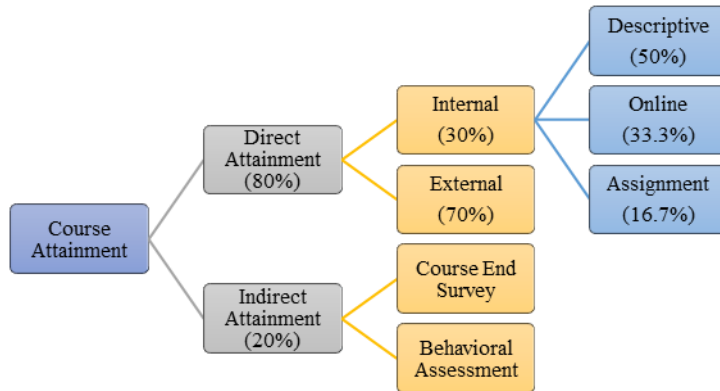 Course
Attainment
Direct
Attainment
(80%)
Indirect
Attainment
(20%)
Internal
(30%)
External
(70%)
Course End
Survey
Behavioral
Assessment
Descriptive
(50%)
Online
(33.3%)
Assignment
(16.7%)